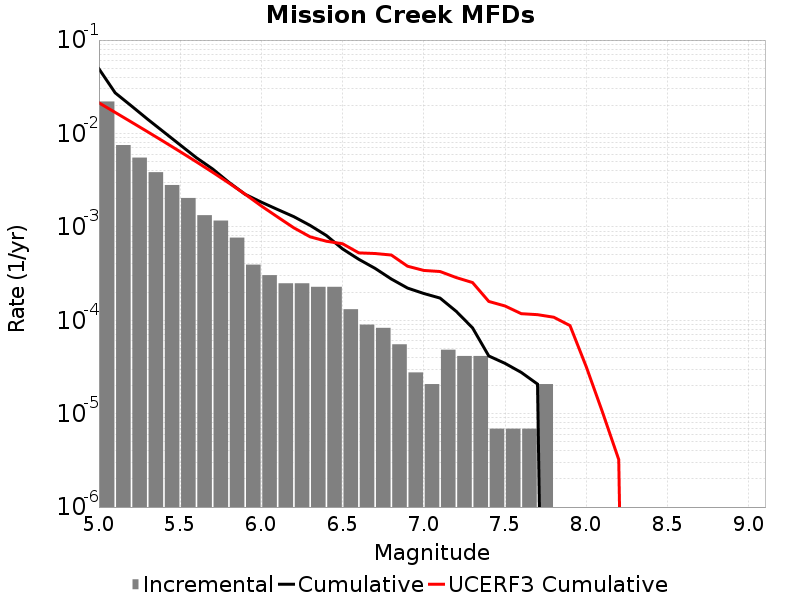 Mission Creek MFDs
10⁻¹
10⁻²
10⁻³
10⁻⁴
10⁻⁵
10⁻⁶
Rate (1/yr)
5.0 5.5 6.0 6.5 7.0 7.5 8.0 8.5 9.0
Magnitude
Incremental Cumulative UCERF3 Cumulative